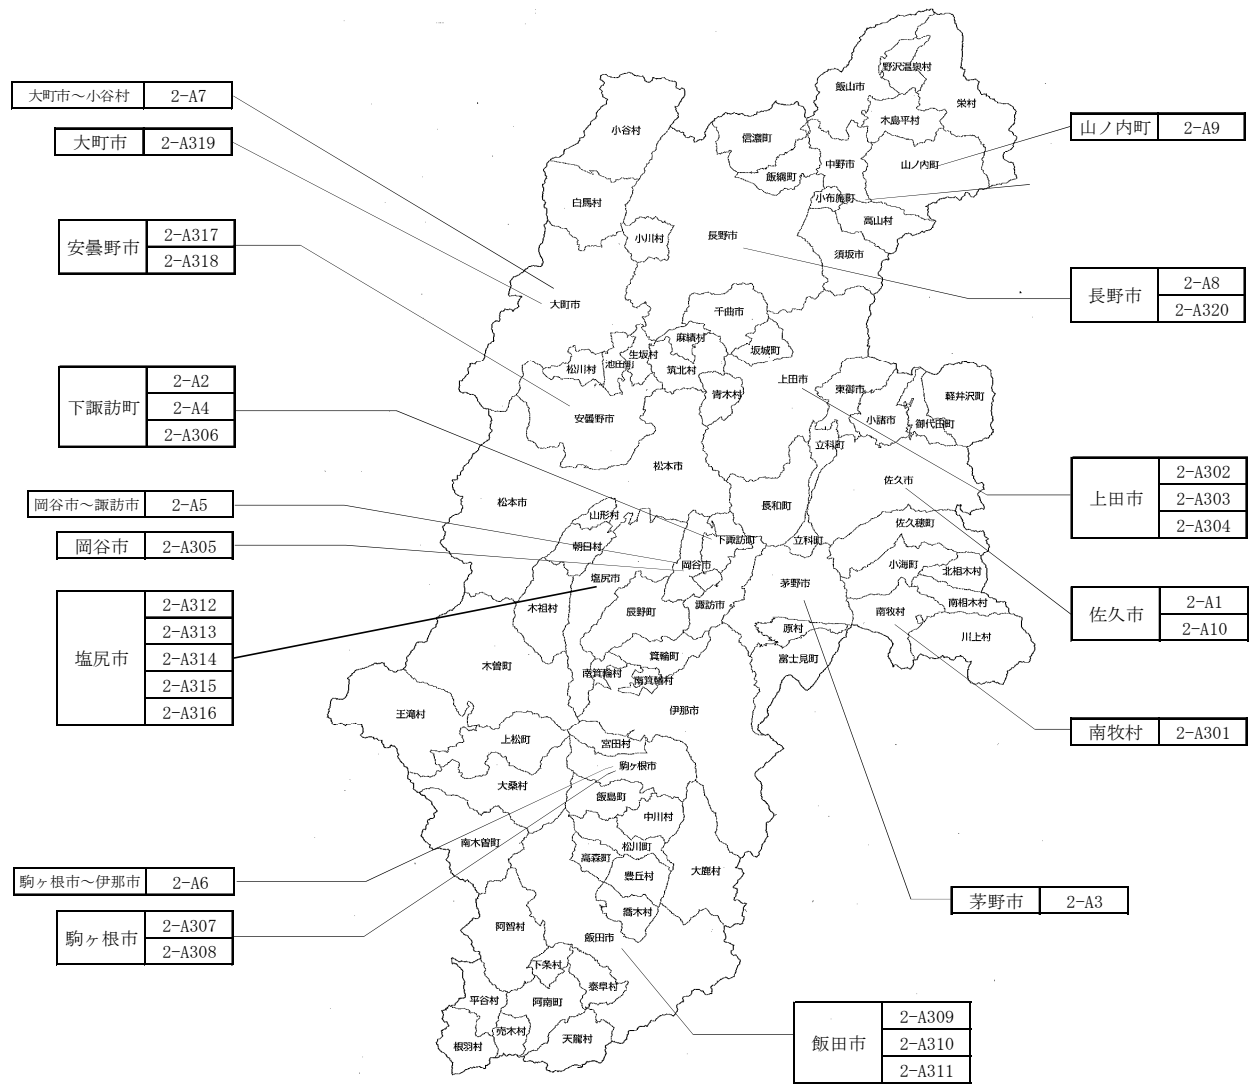 大町市～小谷村 2-A7
大町市 2-A319
安曇野市 2-A317
2-A318
下諏訪町 2-A2
2-A4
2-A306
岡谷市～諏訪市 2-A5
岡谷市 2-A305
塩尻市 2-A312
2-A313
2-A314
2-A315
2-A316
駒ヶ根市～伊那市 2-A6
駒ヶ根市 2-A307
2-A308
山ノ内町 2-A9
長野市 2-A8
2-A320
上田市 2-A302
2-A303
2-A304
佐久市 2-A1
2-A10
南牧村 2-A301
茅野市 2-A3
飯田市 2-A309
2-A310
2-A311
野沢温泉村
飯山市
栄村
木島平村
小谷村
信濃町
中野市
山ノ内町
飯綱町
白馬村
小布施町
高山村
小川村
長野市
須坂市
大町市
千曲市
麻績村
生坂村
坂城町
松川村
池田町
筑北村
上田市
青木村
東御市
軽井沢町
安曇野市
小諸市
御代田町
立科町
松本市
佐久市
松本市
長和町
山形村
佐久穂町
下諏訪町
立科町
朝日村
岡谷市
小海町
北相木村
塩尻市
茅野市
木祖村
辰野町
諏訪市
南牧村
南相木村
原村
川上村
箕輪町
富士見町
木曽町
南箕輪村
南箕輪村
王滝村
伊那市
上松町
宮田村
駒ヶ根市
大桑村
飯島町
中川村
南木曽町
松川町
高森町
大鹿村
豊丘村
喬木村
阿智村
飯田市
下条村
泰阜村
平谷村
阿南町
売木村
天龍村
根羽村